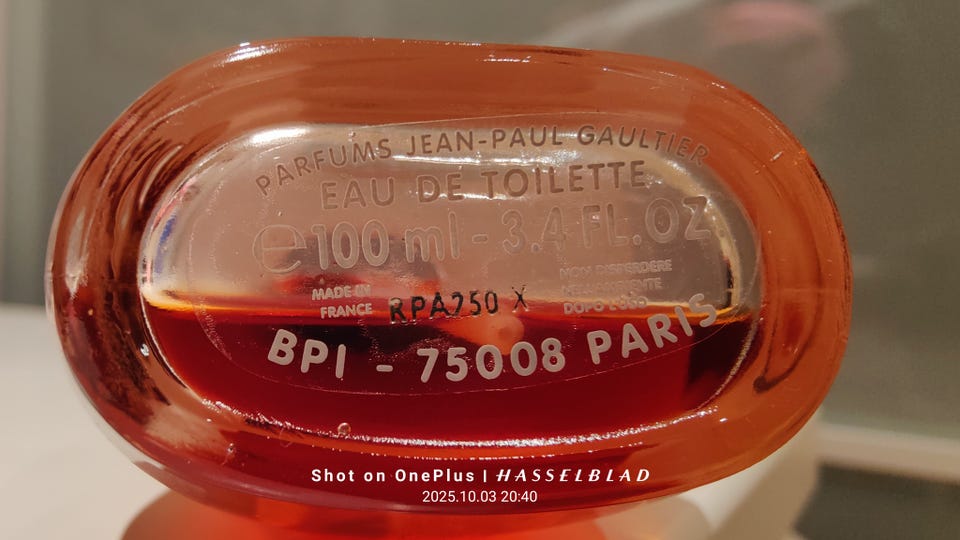 PARFUMS JEAN-PAUL GAULTIER
EAU DE TOILETTE
℮ 100 ml - 3.4 FL. OZ
MADE IN
FRANCE
RPA250 X
NON DISPERDERE
NELL'AMBIENTE
DOPO L'USO
BPI - 75008 PARIS
Shot on OnePlus | HASSELBLAD
2025.10.03 20:40